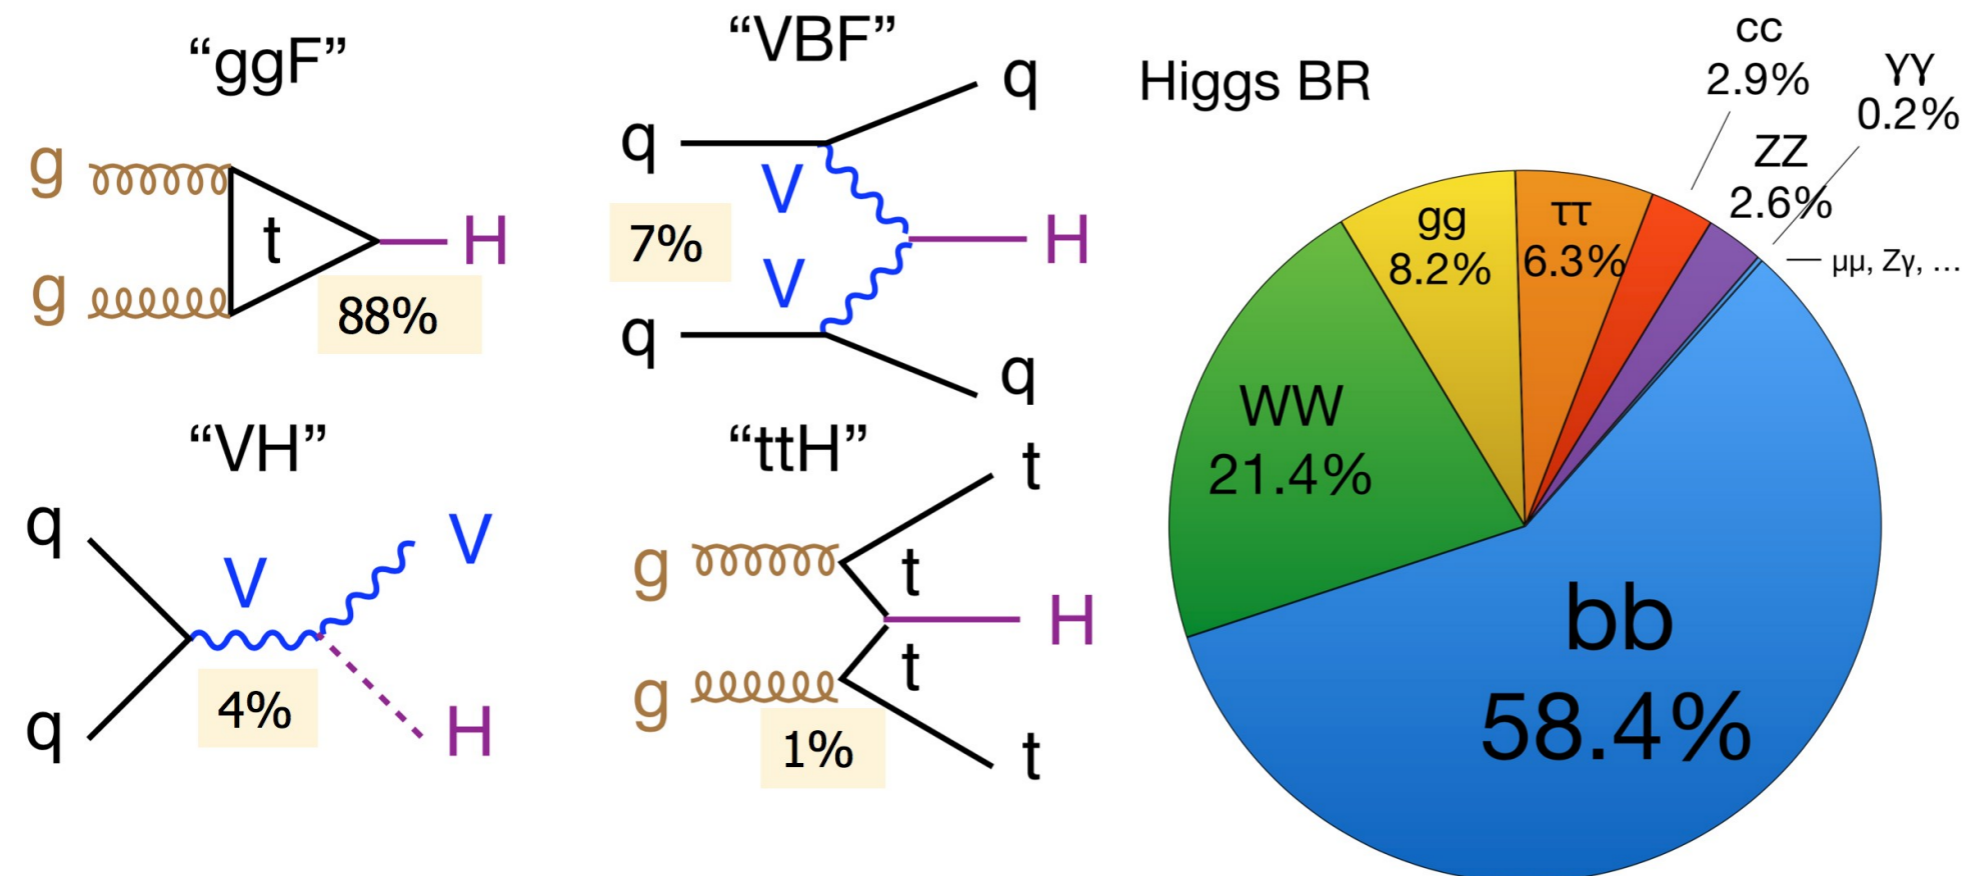 “ggF”
g
g
t
H
88%
“VBF”
q
q
V
7%
H
V
q
q
“VH”
q
V
V
4%
q
H
“ttH”
t
g
t
H
t
g
1%
t
Higgs BR
cc
2.9%
γγ
0.2%
ZZ
2.6%
μμ, Zγ, ...
gg
8.2%
ττ
6.3%
WW
21.4%
bb
58.4%